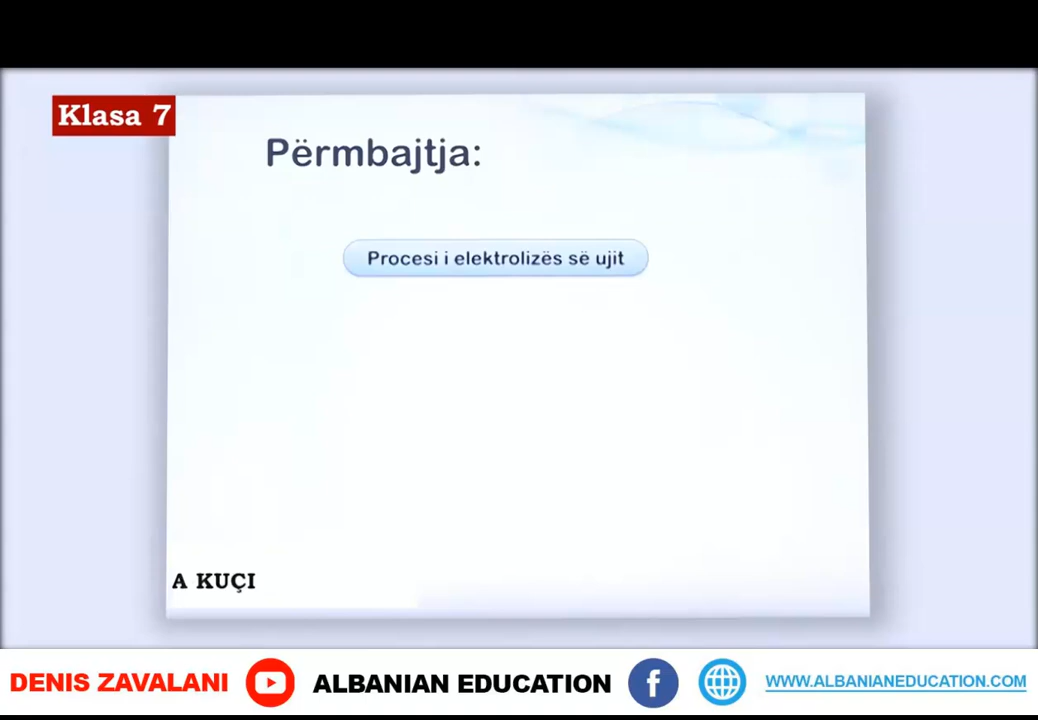 Klasa 7
Përmbajtja:
Procesi i elektrolizës së ujit
A KUÇI
DENIS ZAVALANI
ALBANIAN EDUCATION
WWW.ALBANIANEDUCATION.COM